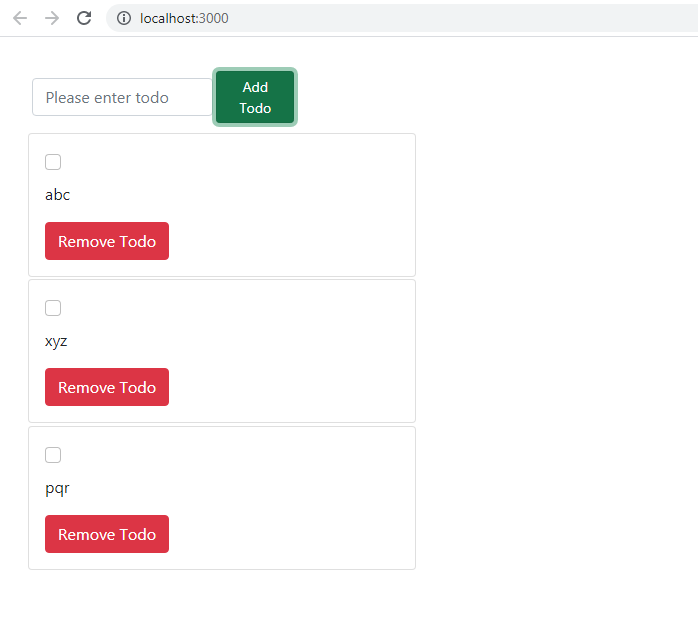 localhost:3000
Please enter todo
Add
Todo
abc
Remove Todo
xyz
Remove Todo
pqr
Remove Todo